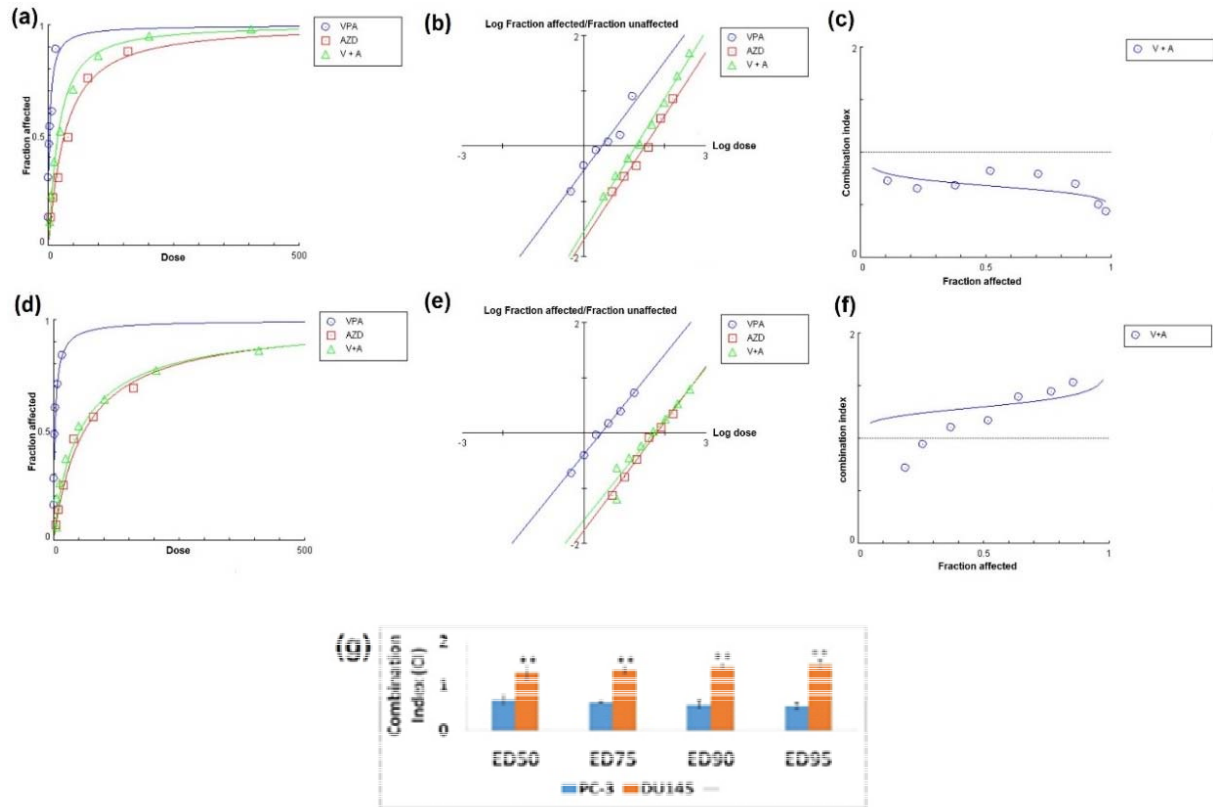 (a)
1
0.5
0
Fraction affected
0
Dose
500
VPA
AZD
V + A
(b)
Log Fraction affected/Fraction unaffected
2
-3
Log dose
3
-2
VPA
AZD
V + A
(c)
2
Combination index
0
0
0.5
1
Fraction affected
V + A
(d)
1
0.5
0
Fraction affected
0
Dose
500
VPA
AZD
V+A
(e)
Log Fraction affected/Fraction unaffected
2
-3
Log dose
3
-2
VPA
AZD
V+A
(f)
2
combination index
0
0
0.5
1
Fraction affected
V+A
(g)
Combination
Index (CI)
2
1
0
** ** ** **
ED50 ED75 ED90 ED95
PC-3 DU145